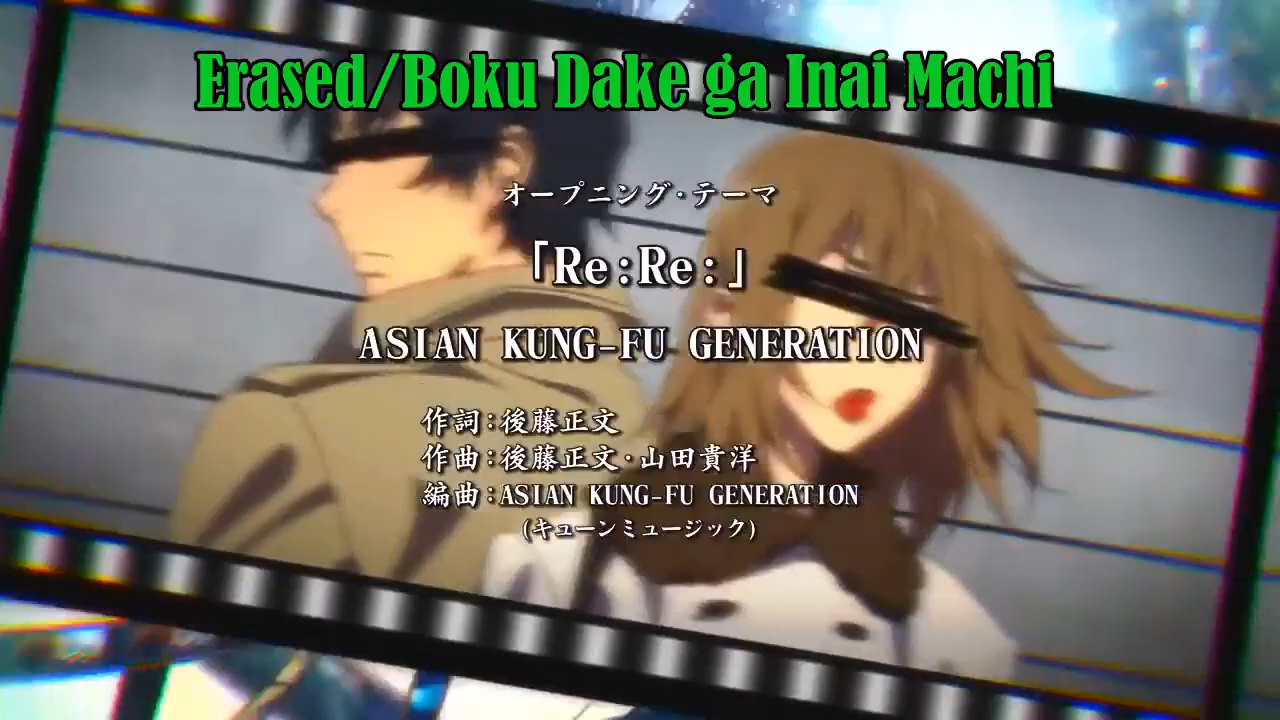 Erased/Boku Dake ga Inai Machi
オープニング・テーマ
「Re:Re:」
ASIAN KUNG-FU GENERATION
作詞:後藤正文
作曲:後藤正文・山田貴洋
編曲:ASIAN KUNG-FU GENERATION
(キューンミュージック)